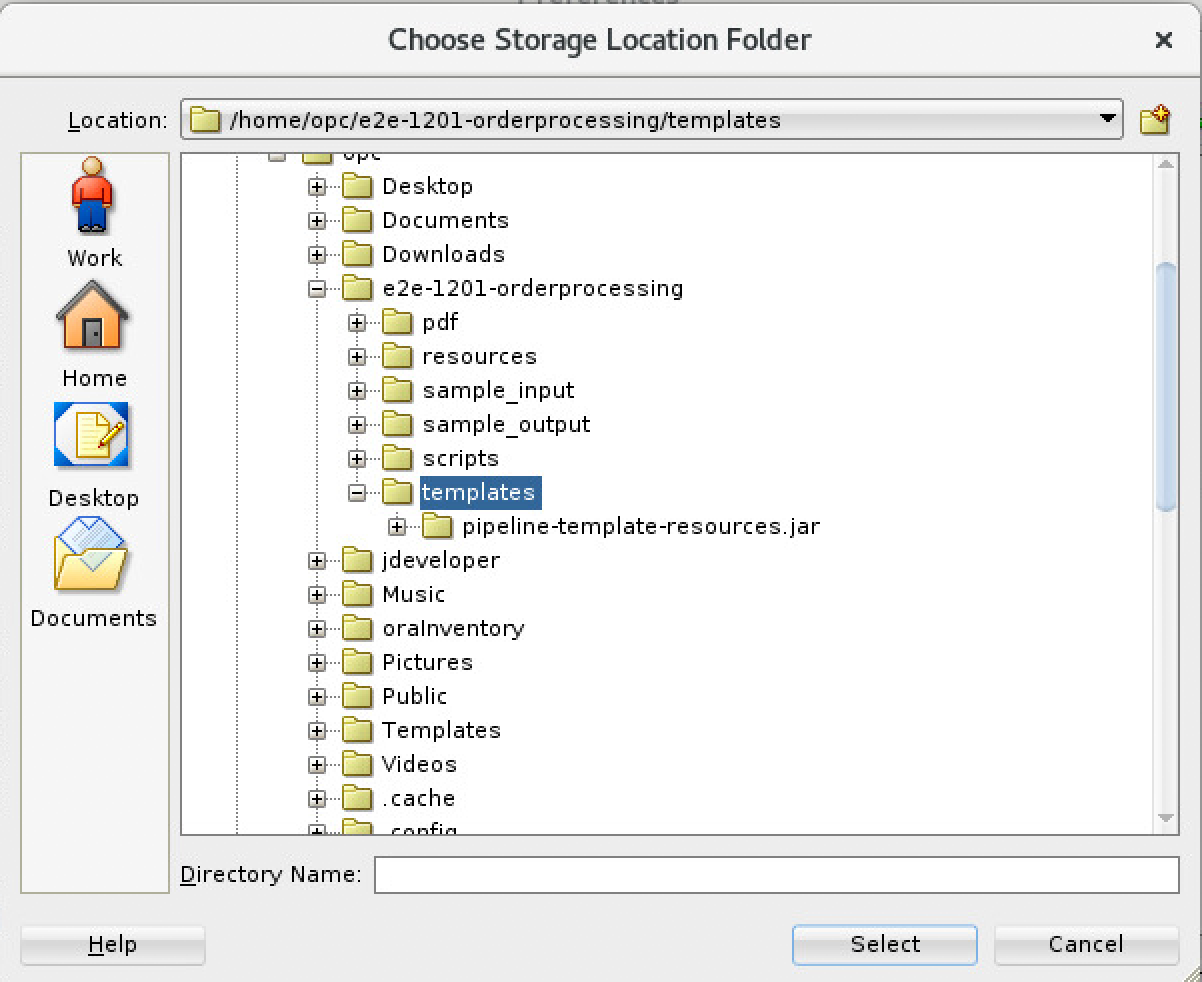 Choose Storage Location Folder
Location: /home/opc/e2e-1201-orderprocessing/templates
Work
Home
Desktop
Documents
opc
Desktop
Documents
Downloads
e2e-1201-orderprocessing
pdf
resources
sample_input
sample_output
scripts
templates
pipeline-template-resources.jar
jdeveloper
Music
oraInventory
Pictures
Public
Templates
Videos
.cache
.config
Directory Name:
Help
Select
Cancel